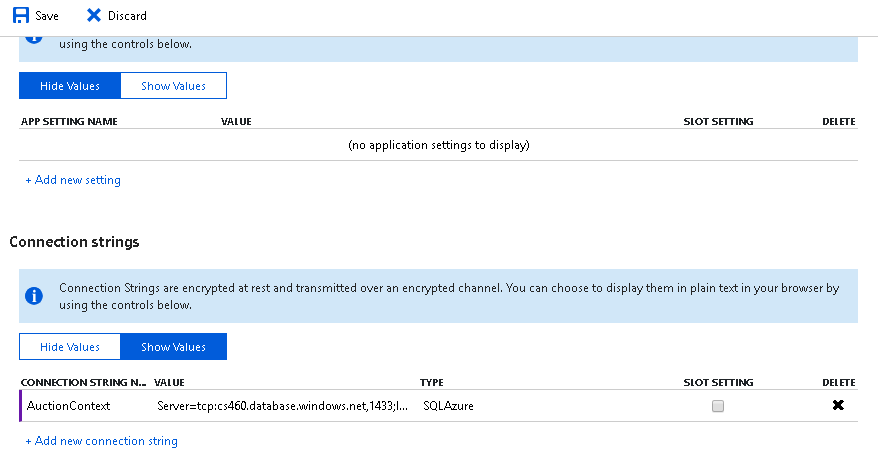 Save Discard
using the controls below.
Hide Values Show Values
APP SETTING NAME VALUE SLOT SETTING DELETE
(no application settings to display)
+ Add new setting
Connection strings
Connection Strings are encrypted at rest and transmitted over an encrypted channel. You can choose to display them in plain text in your browser by
using the controls below.
Hide Values Show Values
CONNECTION STRING N... VALUE TYPE SLOT SETTING DELETE
AuctionContext Server=tcp:cs460.database.windows.net,1433;I... SQLAzure
+ Add new connection string